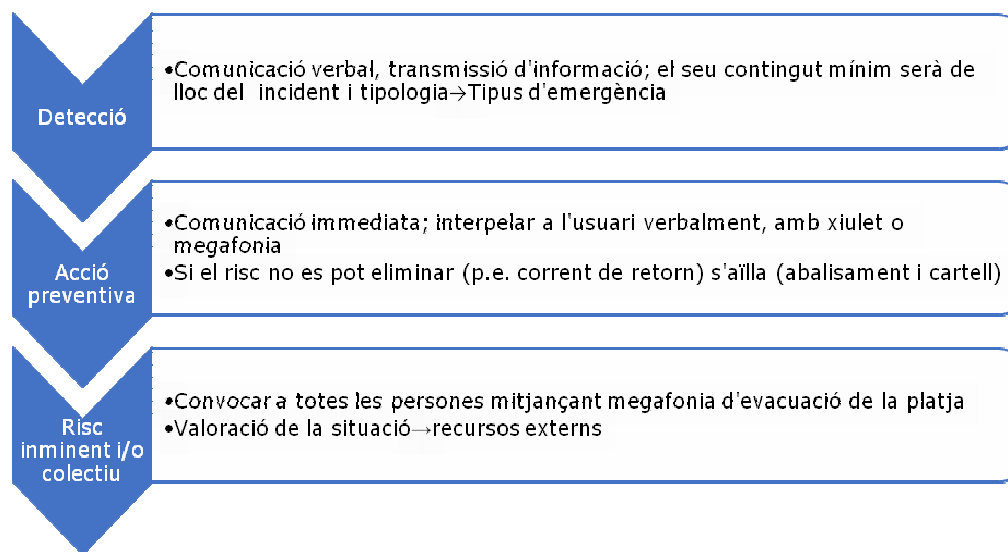 Detecció
•Comunicació verbal, transmissió d'informació; el seu contingut mínim serà de
lloc del incident i tipologia→Tipus d'emergència
Acció
preventiva
•Comunicació immediata; interpelar a l'usuari verbalment, amb xiulet o
megafonia
•Si el risc no es pot eliminar (p.e. corrent de retorn) s'aïlla (abalisament i cartell)
Risc
inminent i/o
colectiu
•Convocar a totes les persones mitjançant megafonia d'evacuació de la platja
•Valoració de la situació→recursos externs